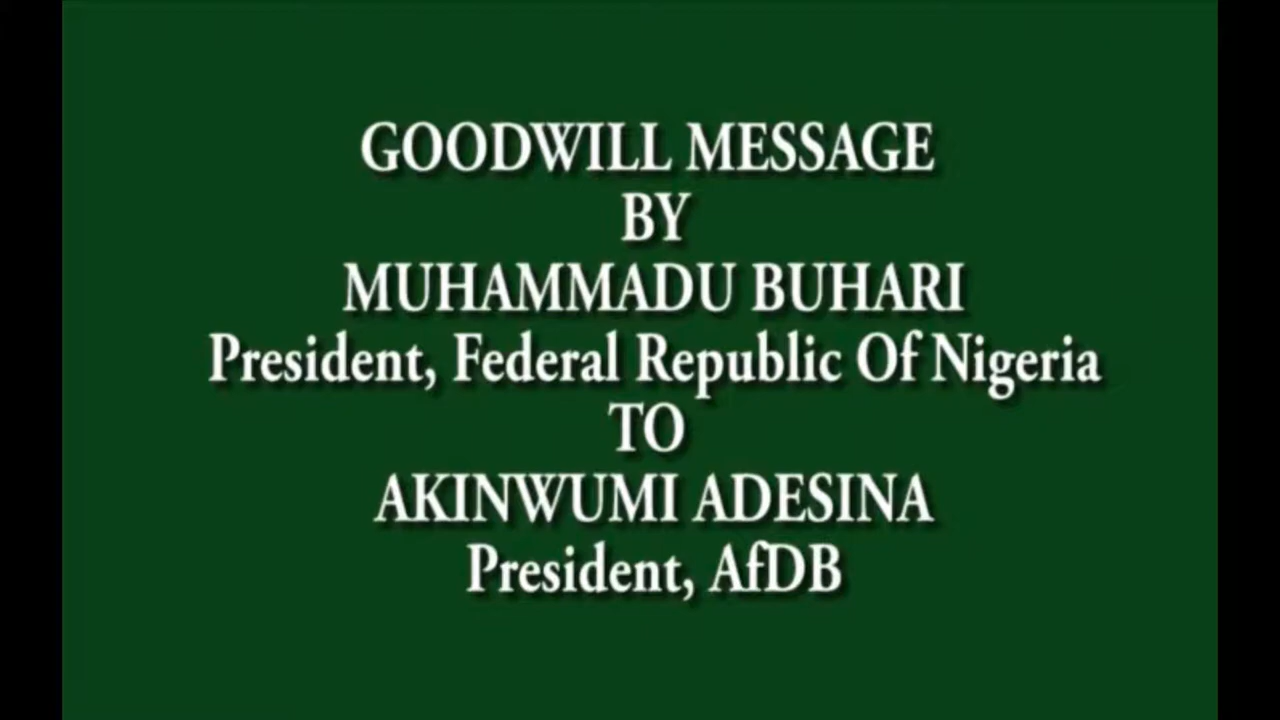 GOODWILL MESSAGE
BY
MUHAMMADU BUHARI
President, Federal Republic Of Nigeria
TO
AKINWUMI ADESINA
President, AfDB